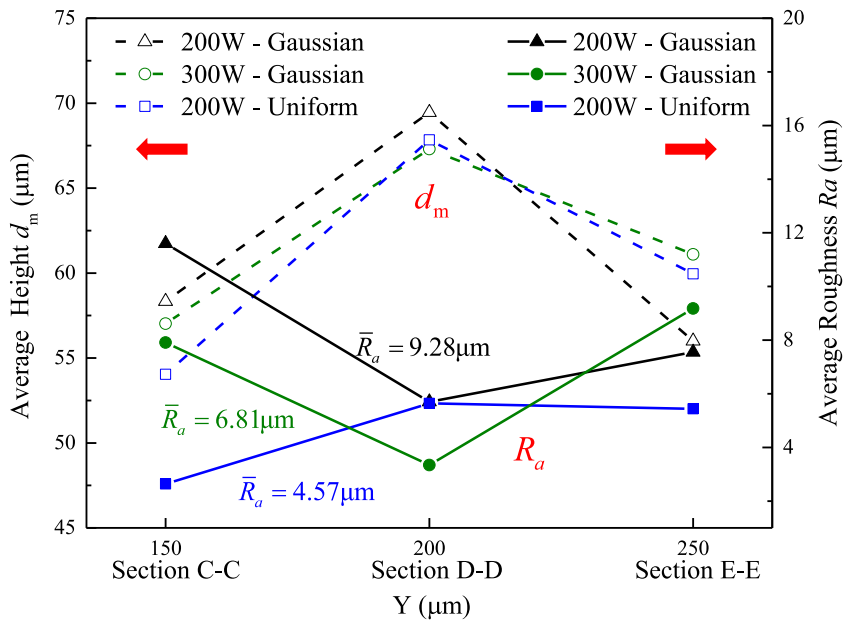 75
70
65
60
55
50
45
Average Height dₘ (μm)
200W - Gaussian
300W - Gaussian
200W - Uniform
200W - Gaussian
300W - Gaussian
200W - Uniform
20
16
12
8
4
Average Roughness Ra (μm)
dₘ
R̅ₐ = 9.28μm
R̅ₐ = 6.81μm
Rₐ
R̅ₐ = 4.57μm
150
Section C-C
200
Section D-D
250
Section E-E
Y (μm)